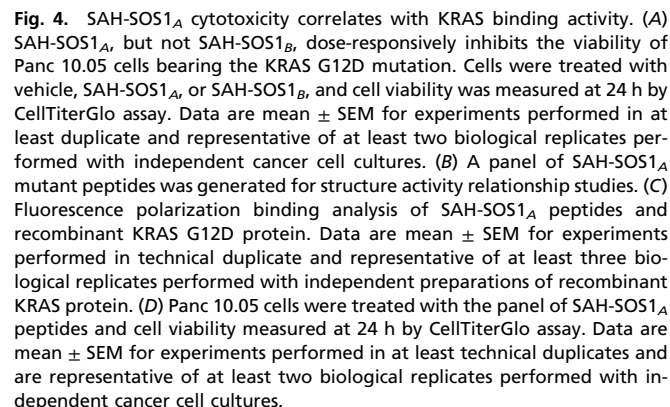 Fig. 4. SAH-SOS1A cytotoxicity correlates with KRAS binding activity. (A)
SAH-SOS1A, but not SAH-SOS1B, dose-responsively inhibits the viability of
Panc 10.05 cells bearing the KRAS G12D mutation. Cells were treated with
vehicle, SAH-SOS1A, or SAH-SOS1B, and cell viability was measured at 24 h by
CellTiterGlo assay. Data are mean ± SEM for experiments performed in at
least duplicate and representative of at least two biological replicates per-
formed with independent cancer cell cultures. (B) A panel of SAH-SOS1A
mutant peptides was generated for structure activity relationship studies. (C)
Fluorescence polarization binding analysis of SAH-SOS1A peptides and
recombinant KRAS G12D protein. Data are mean ± SEM for experiments
performed in technical duplicate and representative of at least three bio-
logical replicates performed with independent preparations of recombinant
KRAS protein. (D) Panc 10.05 cells were treated with the panel of SAH-SOS1A
peptides and cell viability measured at 24 h by CellTiterGlo assay. Data are
mean ± SEM for experiments performed in at least technical duplicates and
are representative of at least two biological replicates performed with in-
dependent cancer cell cultures.